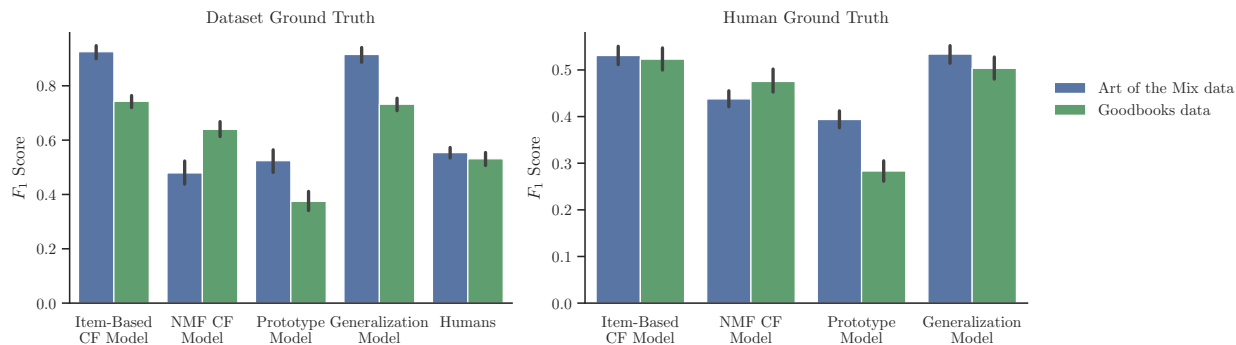 Dataset Ground Truth
F1 Score
0.8
0.6
0.4
0.2
0.0
Item-Based
CF Model
NMF CF
Model
Prototype
Model
Generalization
Model
Humans
Human Ground Truth
F1 Score
0.5
0.4
0.3
0.2
0.1
0.0
Item-Based
CF Model
NMF CF
Model
Prototype
Model
Generalization
Model
Art of the Mix data
Goodbooks data